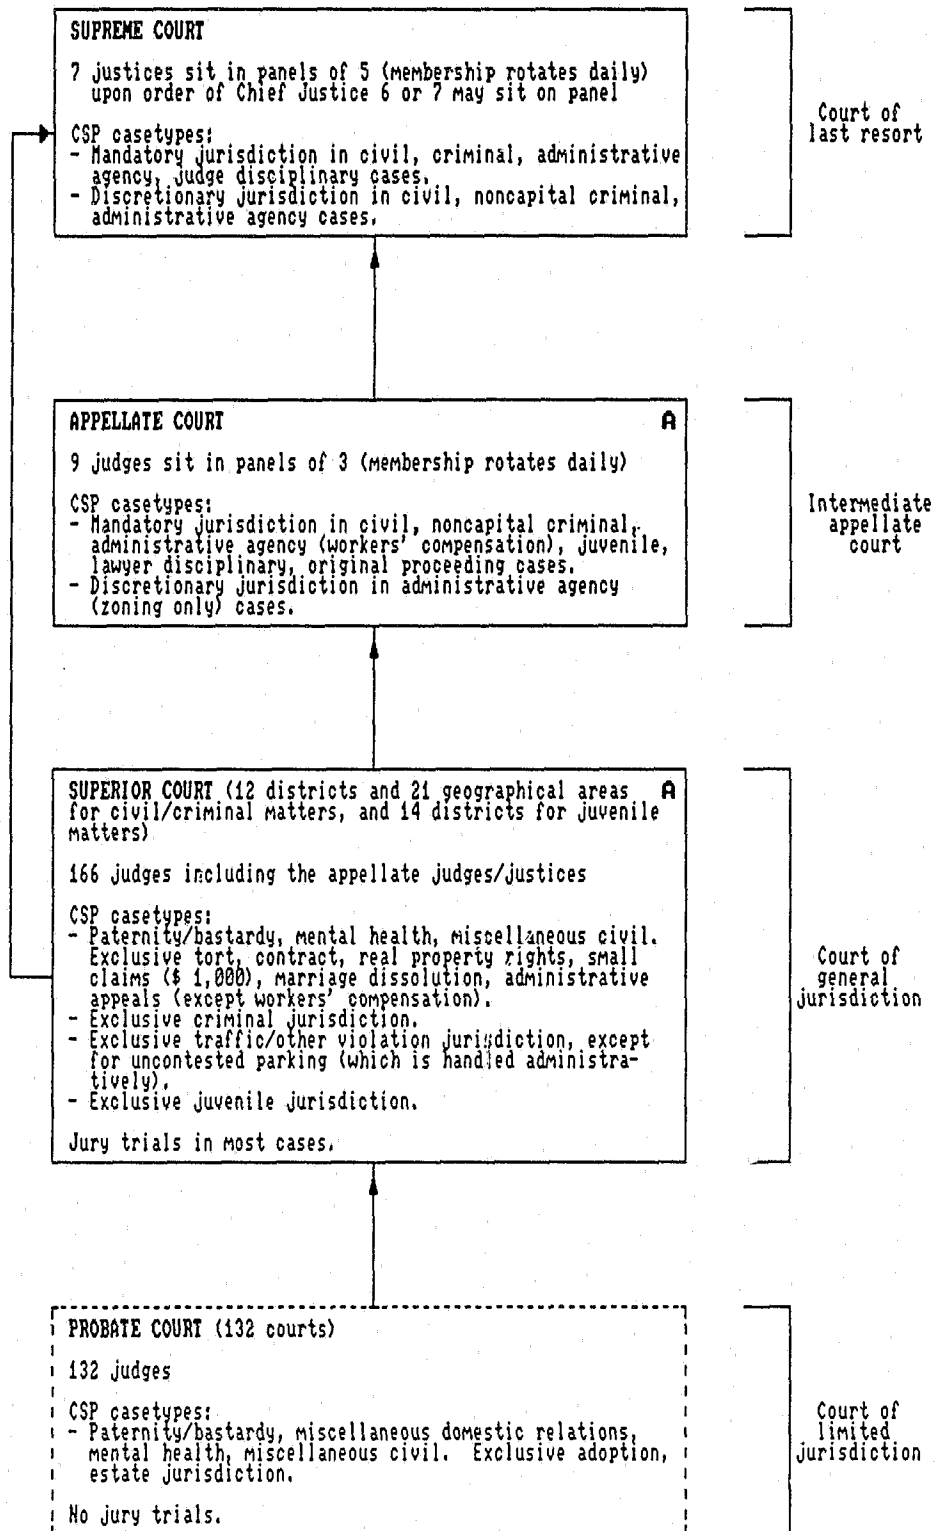 SUPREME COURT
7 justices sit in panels of 5 (membership rotates daily)
upon order of Chief Justice 6 or 7 may sit on panel
CSP casetypes:
- Mandatory jurisdiction in civil, criminal, administrative
agency, judge disciplinary cases.
- Discretionary jurisdiction in civil, noncapital criminal,
administrative agency cases.
Court of
last resort
APPELLATE COURT A
9 judges sit in panels of 3 (membership rotates daily)
CSP casetypes:
- Mandatory jurisdiction in civil, noncapital criminal,
administrative agency (workers' compensation), juvenile,
lawyer disciplinary, original proceeding cases.
- Discretionary jurisdiction in administrative agency
(zoning only) cases.
Intermediate
appellate
court
SUPERIOR COURT (12 districts and 21 geographical areas A
for civil/criminal matters, and 14 districts for juvenile
matters)
166 judges including the appellate judges/justices
CSP casetypes:
- Paternity/bastardy, mental health, miscellaneous civil.
Exclusive tort, contract, real property rights, small
claims ($ 1,000), marriage dissolution, administrative
appeals (except workers' compensation).
- Exclusive criminal jurisdiction.
- Exclusive traffic/other violation jurisdiction, except
for uncontested parking (which is handled administra-
tively).
- Exclusive juvenile jurisdiction.
Jury trials in most cases.
Court of
general
jurisdiction
PROBATE COURT (132 courts)
132 judges
CSP casetypes:
- Paternity/bastardy, miscellaneous domestic relations,
mental health, miscellaneous civil. Exclusive adoption,
estate jurisdiction.
No jury trials.
Court of
limited
jurisdiction